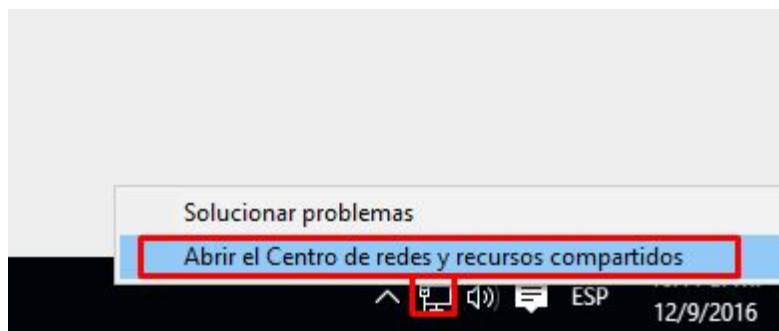 Solucionar problemas
Abrir el Centro de redes y recursos compartidos
ESP
12/9/2016